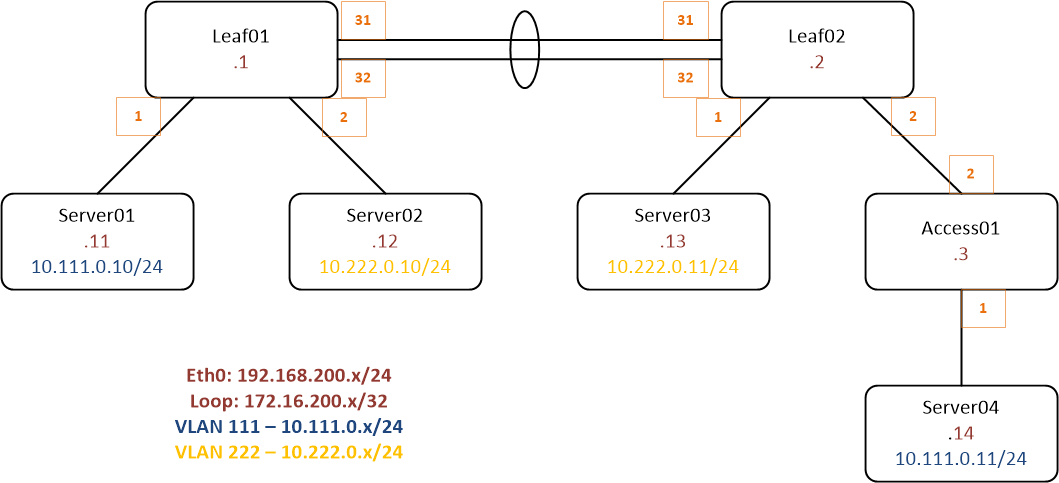 31
31
Leaf01
.1
Leaf02
.2
32
32
1
2
1
2
2
Server01
.11
10.111.0.10/24
Server02
.12
10.222.0.10/24
Server03
.13
10.222.0.11/24
Access01
.3
1
Eth0: 192.168.200.x/24
Loop: 172.16.200.x/32
VLAN 111 – 10.111.0.x/24
VLAN 222 – 10.222.0.x/24
Server04
.14
10.111.0.11/24